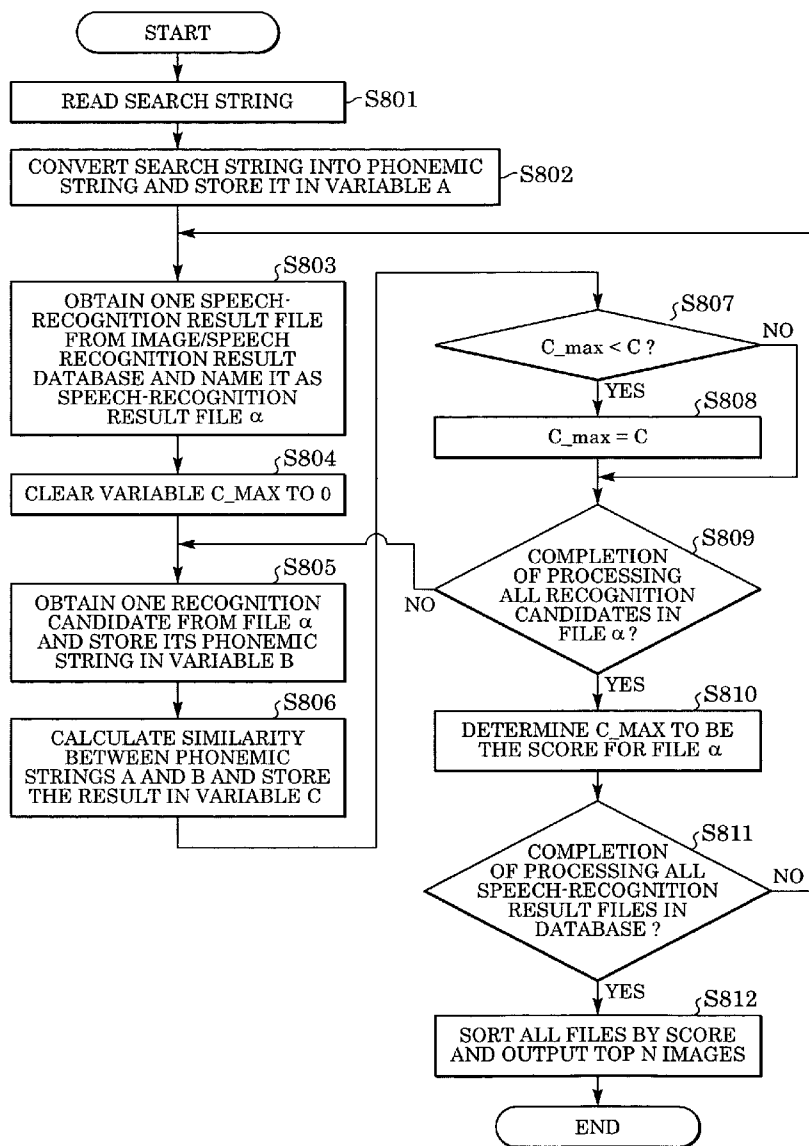 START
READ SEARCH STRING
S801
CONVERT SEARCH STRING INTO PHONEMIC
STRING AND STORE IT IN VARIABLE A
S802
S803
OBTAIN ONE SPEECH-
RECOGNITION RESULT FILE
FROM IMAGE/SPEECH
RECOGNITION RESULT
DATABASE AND NAME IT AS
SPEECH-RECOGNITION
RESULT FILE α
S804
CLEAR VARIABLE C_MAX TO 0
S805
OBTAIN ONE RECOGNITION
CANDIDATE FROM FILE α
AND STORE ITS PHONEMIC
STRING IN VARIABLE B
S806
CALCULATE SIMILARITY
BETWEEN PHONEMIC
STRINGS A AND B AND STORE
THE RESULT IN VARIABLE C
S807
C_max < C ?
NO
YES
S808
C_max = C
S809
COMPLETION
OF PROCESSING
ALL RECOGNITION
CANDIDATES IN
FILE α ?
NO
YES
S810
DETERMINE C_MAX TO BE
THE SCORE FOR FILE α
S811
COMPLETION
OF PROCESSING ALL
SPEECH-RECOGNITION
RESULT FILES IN
DATABASE ?
NO
YES
S812
SORT ALL FILES BY SCORE
AND OUTPUT TOP N IMAGES
END